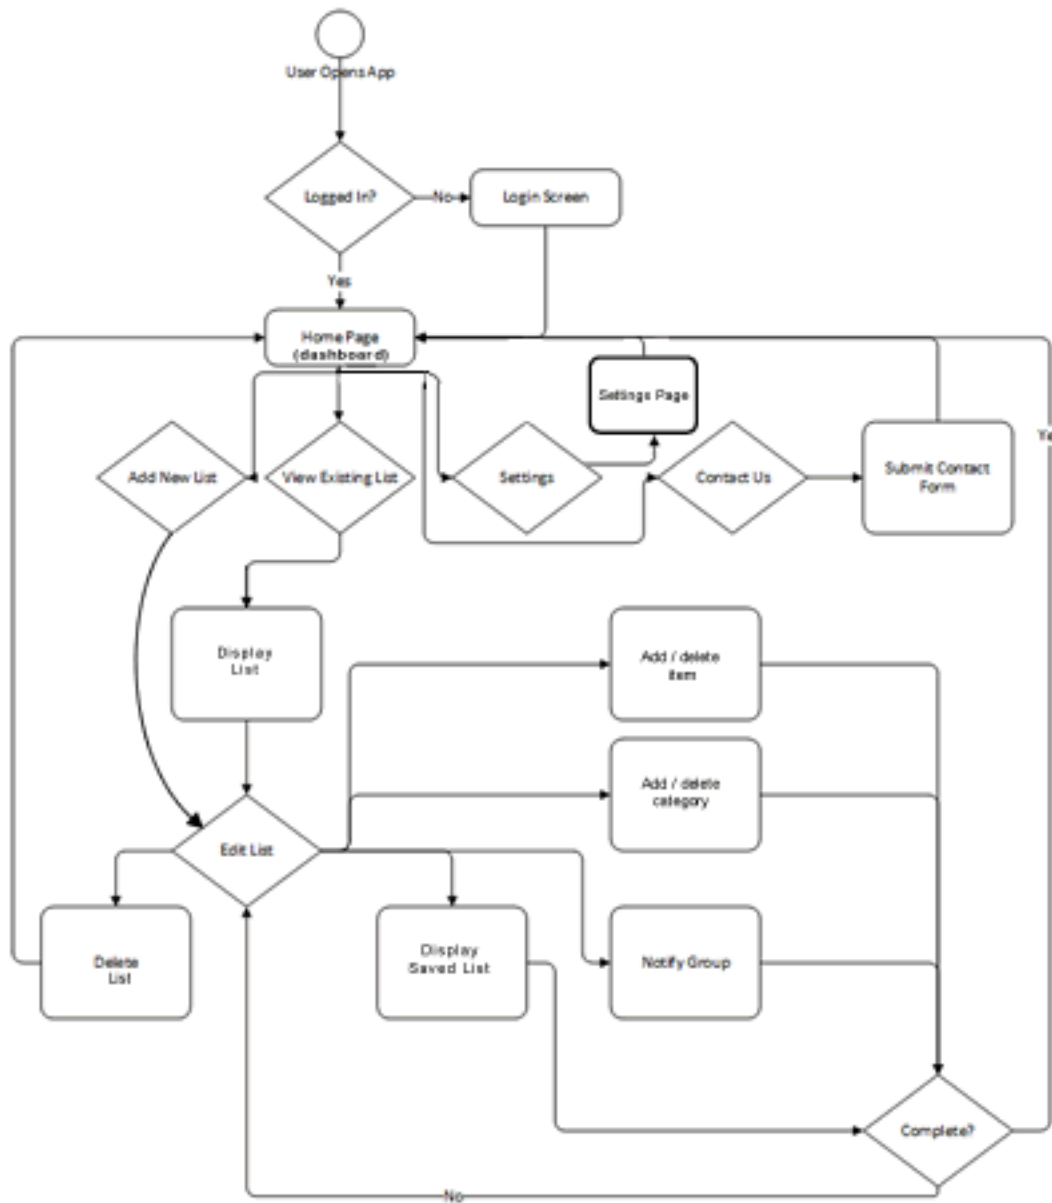 User Opens App
Logged In?
No
Login Screen
Yes
Home Page
(dashboard)
Settings Page
Add New List
View Existing List
Settings
Contact Us
Submit Contact
Form
Ye
Display
List
Add / delete
item
Add / delete
category
Edit List
Delete
List
Display
Saved List
Notify Group
Complete?
No